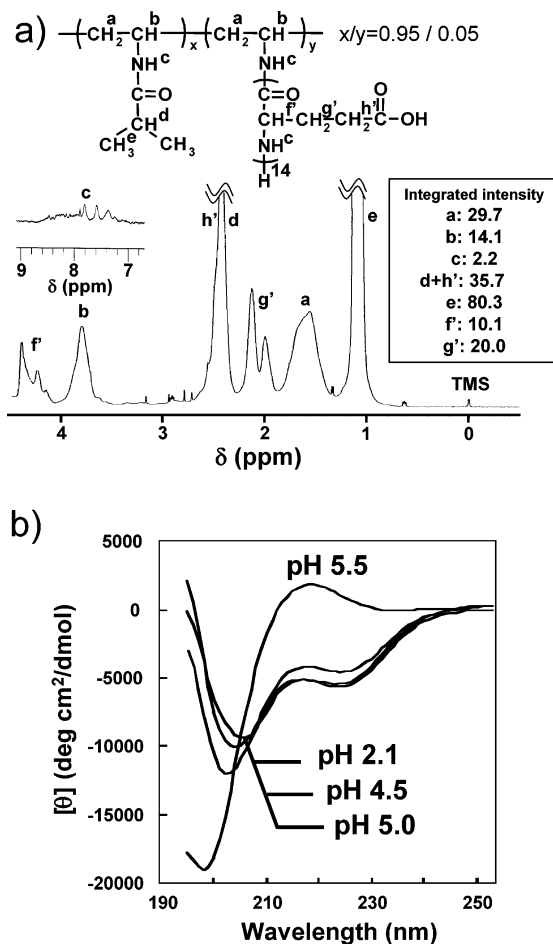 a)
a b a b
CH2 CH x CH2 CH y x/y=0.95 / 0.05
NH c NH c
C=O C=O O
CH d CH f' CH2 g' CH2 h' C OH
CH3 e CH3 NH c
H 14
c
9 8 7
δ (ppm)
Integrated intensity
a: 29.7
b: 14.1
c: 2.2
d+h': 35.7
e: 80.3
f': 10.1
g': 20.0
h' d e
g' a
b
f'
TMS
4 3 2 1 0
δ (ppm)
b)
5000
0
-5000
-10000
-15000
-20000
[θ] (deg cm2/dmol)
pH 5.5
pH 2.1
pH 4.5
pH 5.0
190 210 230 250
Wavelength (nm)